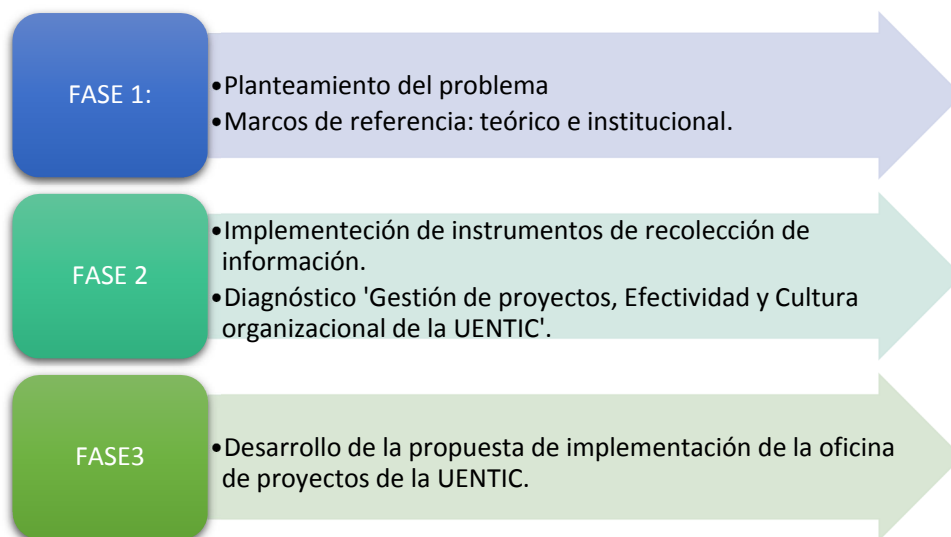 FASE 1:
•Planteamiento del problema
•Marcos de referencia: teórico e institucional.
FASE 2
•Implementeción de instrumentos de recolección de
información.
•Diagnóstico 'Gestión de proyectos, Efectividad y Cultura
organizacional de la UENTIC'.
FASE3
•Desarrollo de la propuesta de implementación de la oficina
de proyectos de la UENTIC.